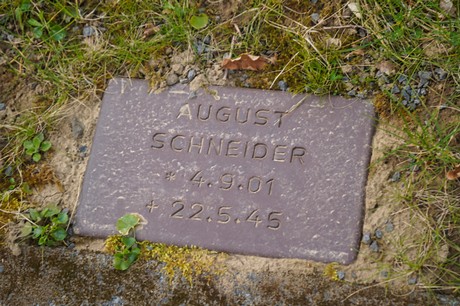 AUGUST
SCHNEIDER
* 4.9.01
+ 22.5.45